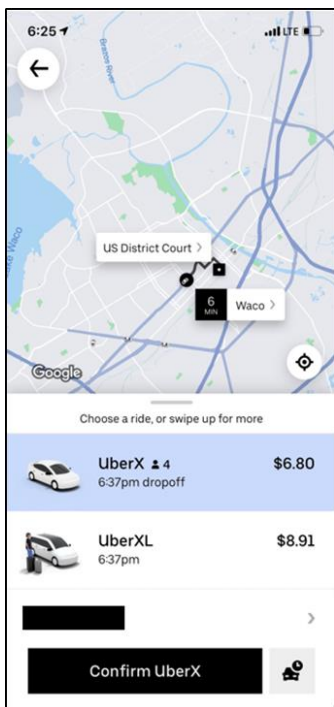 6:25
LTE
Brazos River
Lake Waco
US District Court >
6
MIN
Waco >
Google
Choose a ride, or swipe up for more
UberX 4
$6.80
6:37pm dropoff
UberXL
$8.91
6:37pm
Confirm UberX